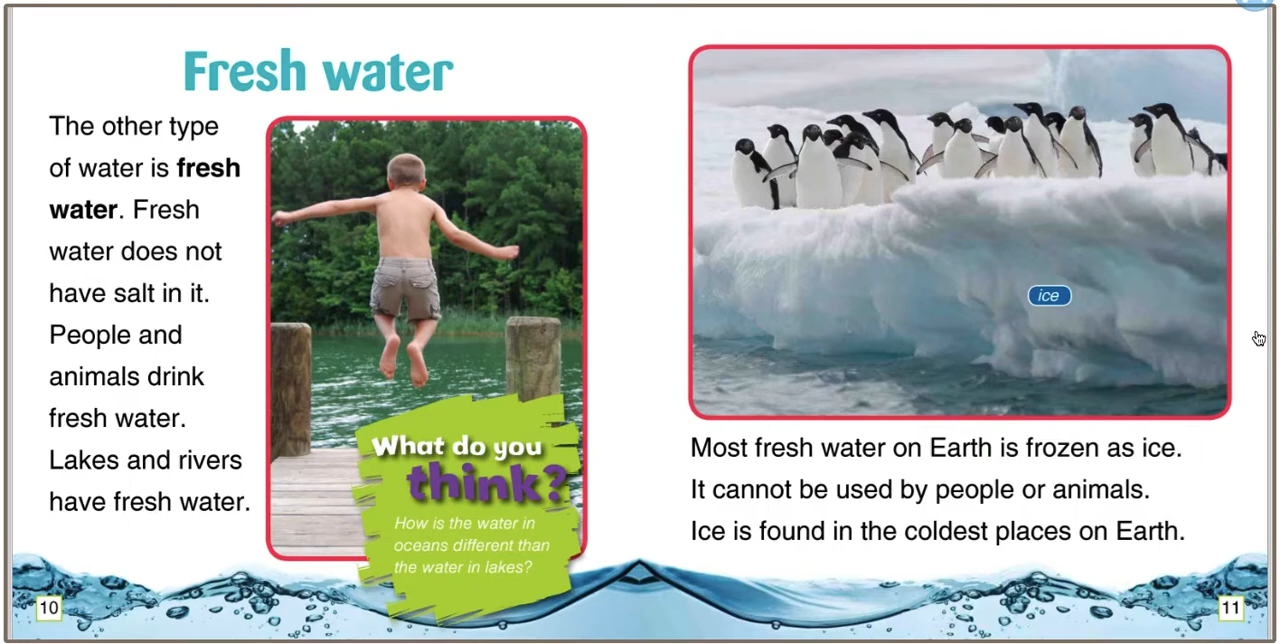 Fresh water
The other type
of water is fresh
water. Fresh
water does not
have salt in it.
People and
animals drink
fresh water.
Lakes and rivers
have fresh water.
What do you
think?
How is the water in
oceans different than
the water in lakes?
10
ice
Most fresh water on Earth is frozen as ice.
It cannot be used by people or animals.
Ice is found in the coldest places on Earth.
11